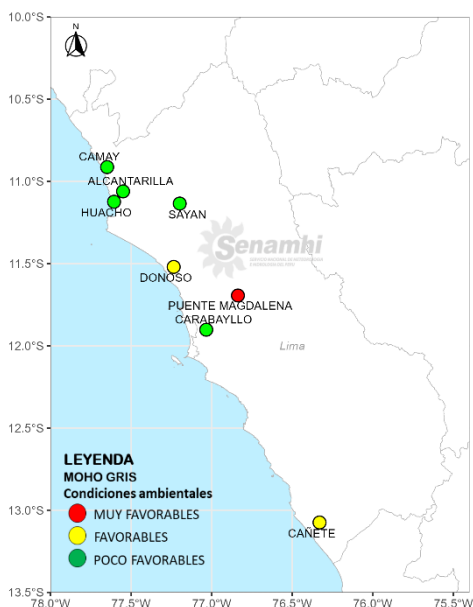 10.0°S
N
10.5°S
CAMAY
11.0°S
ALCANTARILLA
HUACHO
SAYAN
Senamhi
11.5°S
DONOSO
PUENTE MAGDALENA
CARABAYLLO
12.0°S
Lima
12.5°S
LEYENDA
MOHO GRIS
Condiciones ambientales
MUY FAVORABLES
FAVORABLES
POCO FAVORABLES
13.0°S
CAÑETE
13.5°S
78.0°W
77.5°W
77.0°W
76.5°W
76.0°W
75.5°W